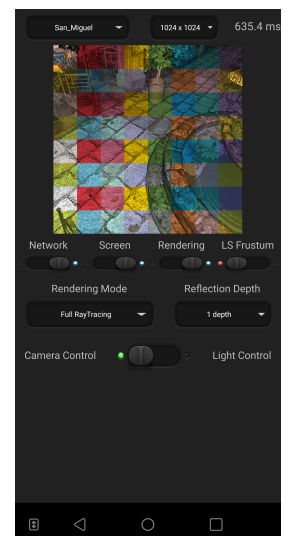 San_Miguel 1024 x 1024 635.4 ms
Network Screen Rendering LS Frustum
Rendering Mode Reflection Depth
Full RayTracing 1 depth
Camera Control Light Control